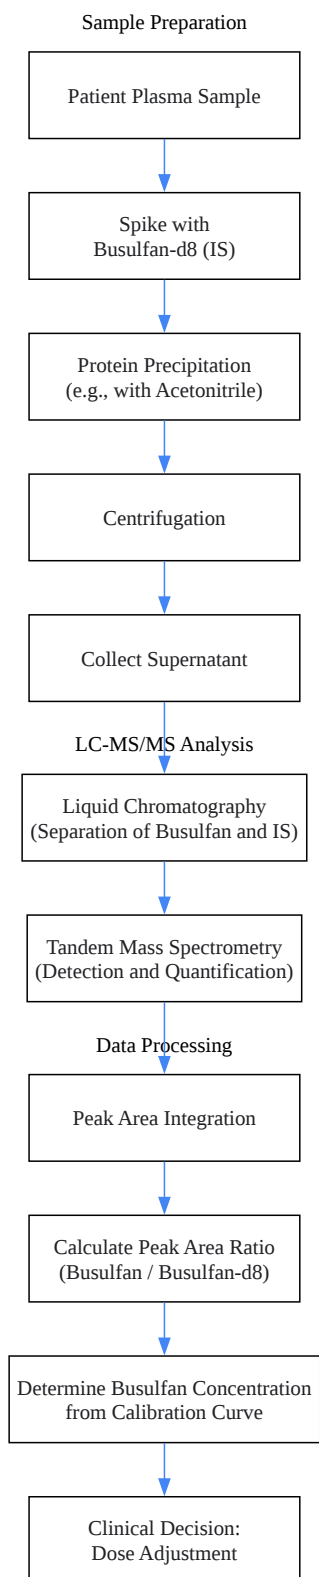 Sample Preparation
Patient Plasma Sample
Spike with
Busulfan-d8 (IS)
Protein Precipitation
(e.g., with Acetonitrile)
Centrifugation
Collect Supernatant
LC-MS/MS Analysis
Liquid Chromatography
(Separation of Busulfan and IS)
Tandem Mass Spectrometry
(Detection and Quantification)
Data Processing
Peak Area Integration
Calculate Peak Area Ratio
(Busulfan / Busulfan-d8)
Determine Busulfan Concentration
from Calibration Curve
Clinical Decision:
Dose Adjustment